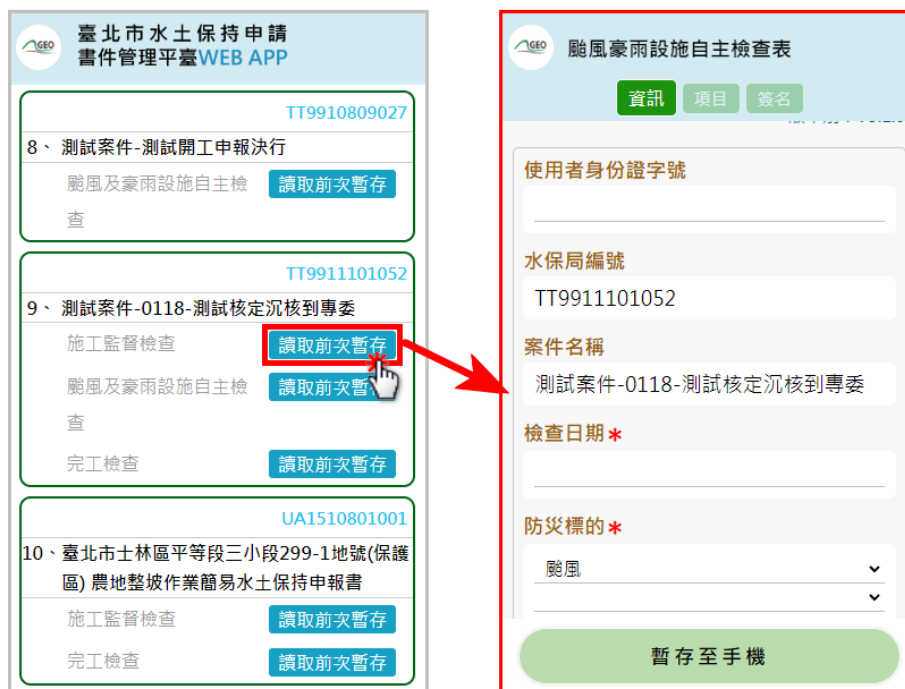 GEO
臺北市水土保持申請
書件管理平臺WEB APP
TT9910809027
8、 測試案件-測試開工申報決行
颱風及豪雨設施自主檢
查
讀取前次暫存
TT9911101052
9、 測試案件-0118-測試核定沉核到專委
施工監督檢查 讀取前次暫存
颱風及豪雨設施自主檢
查
讀取前次暫
完工檢查 讀取前次暫存
UA1510801001
10、臺北市士林區平等段三小段299-1地號(保護
區) 農地整坡作業簡易水土保持申報書
施工監督檢查 讀取前次暫存
完工檢查 讀取前次暫存
GEO
颱風豪雨設施自主檢查表
資訊 項目 簽名
使用者身份證字號
水保局編號
TT9911101052
案件名稱
測試案件-0118-測試核定沉核到專委
檢查日期*
防災標的*
颱風
暫存至手機